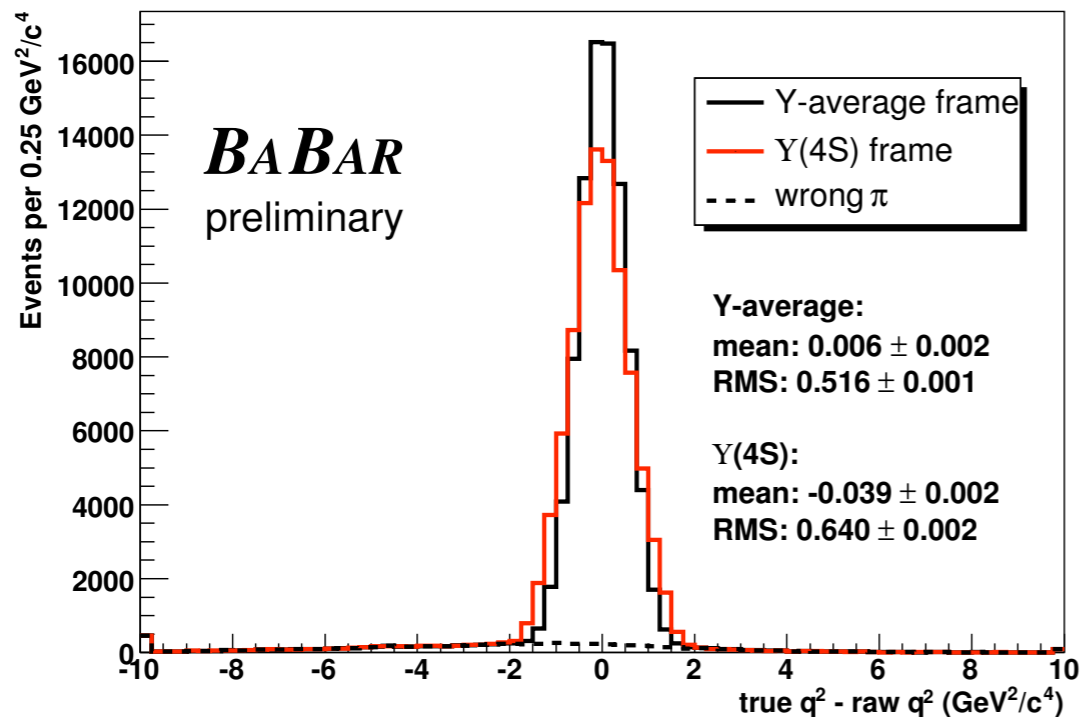 Events per 0.25 GeV²/c⁴
16000
14000
12000
10000
8000
6000
4000
2000
0
BABAR
preliminary
Y-average frame
ϒ(4S) frame
wrong π
Y-average:
mean: 0.006 ± 0.002
RMS: 0.516 ± 0.001
ϒ(4S):
mean: -0.039 ± 0.002
RMS: 0.640 ± 0.002
-10 -8 -6 -4 -2 0 2 4 6 8 10
true q² - raw q² (GeV²/c⁴)